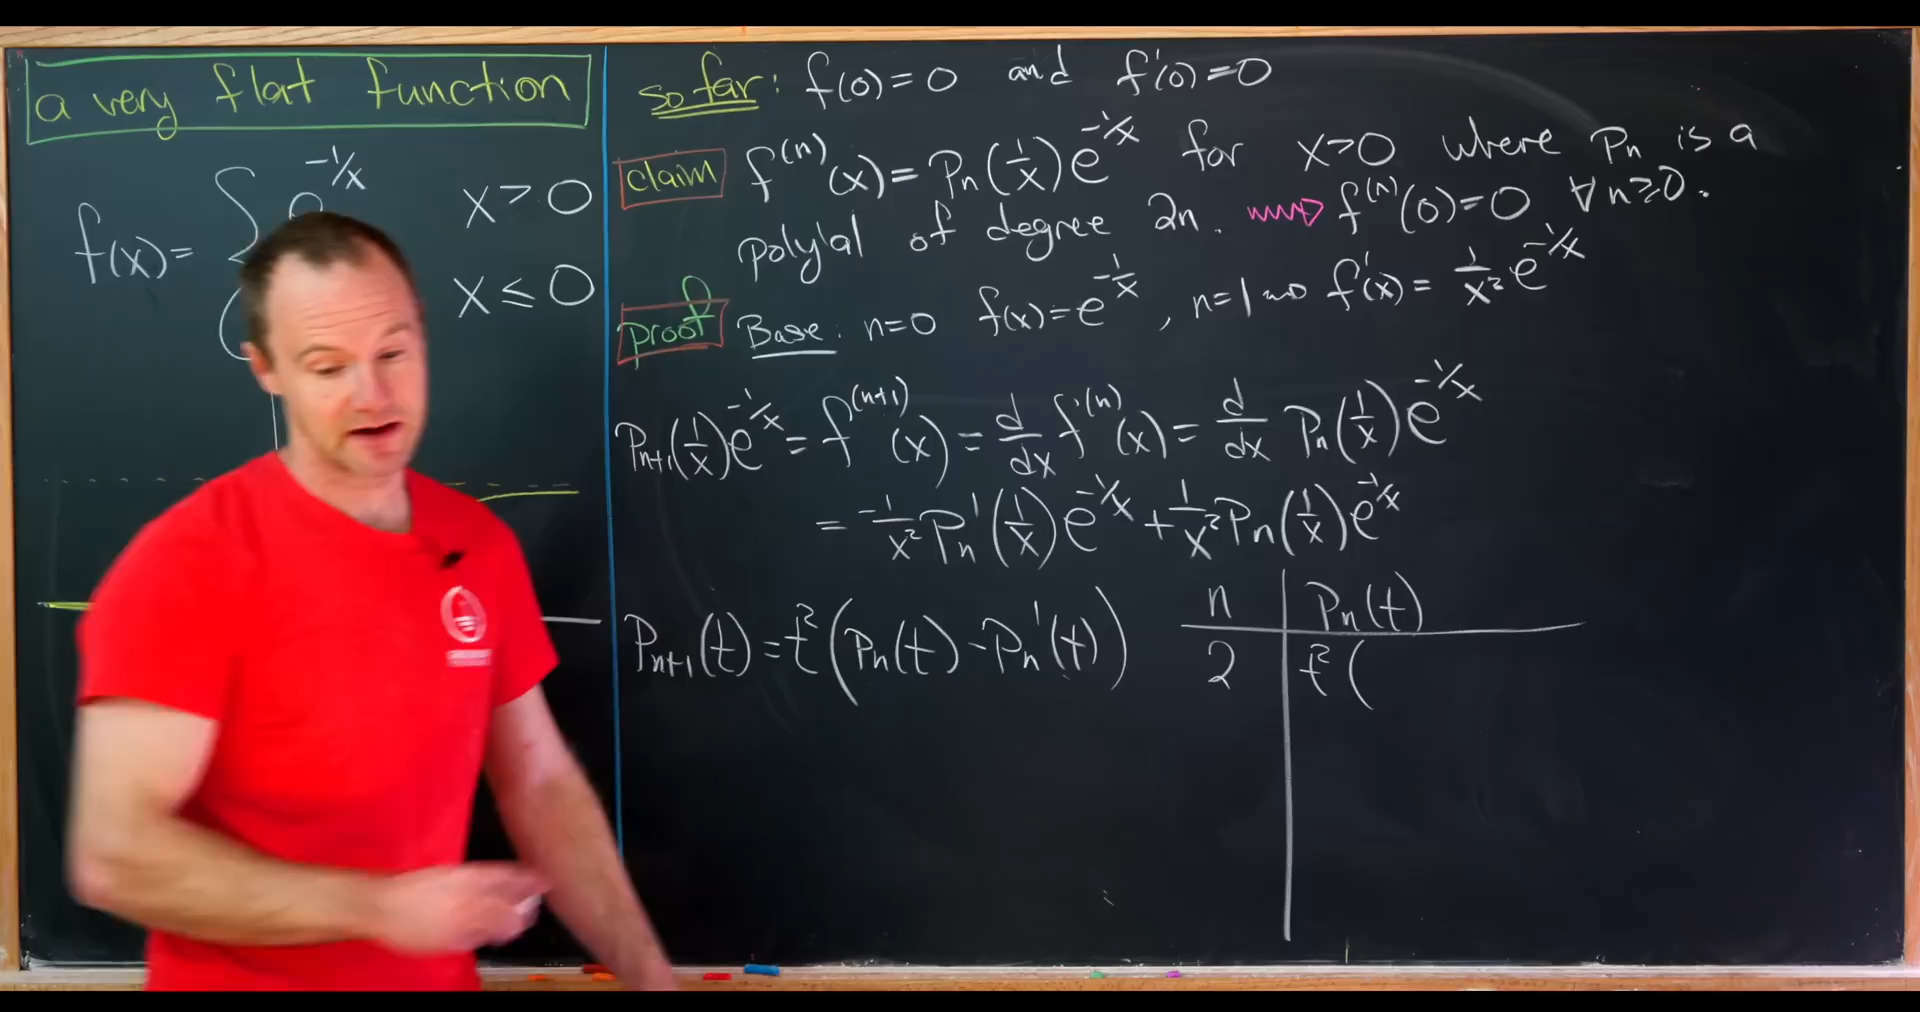 a very flat function
f(x) = { e^{-1/x} x > 0
x ≤ 0
so far: f(0) = 0 and f'(0) = 0
claim f^{(n)}(x) = P_n(1/x) e^{-1/x} for x>0 where P_n is a
poly'al of degree 2n. ⇝ f^{(n)}(0) = 0 ∀ n ≥ 0.
proof Base: n=0 f(x) = e^{-1/x}, n=1 ⇝ f'(x) = 1/x² e^{-1/x}
P_{n+1}(1/x) e^{-1/x} = f^{(n+1)}(x) = d/dx f^{(n)}(x) = d/dx P_n(1/x) e^{-1/x}
= -1/x² P_n'(1/x) e^{-1/x} + 1/x² P_n(1/x) e^{-1/x}
P_{n+1}(t) = t² (P_n(t) - P_n'(t))
n | P_n(t)
2 | t² (